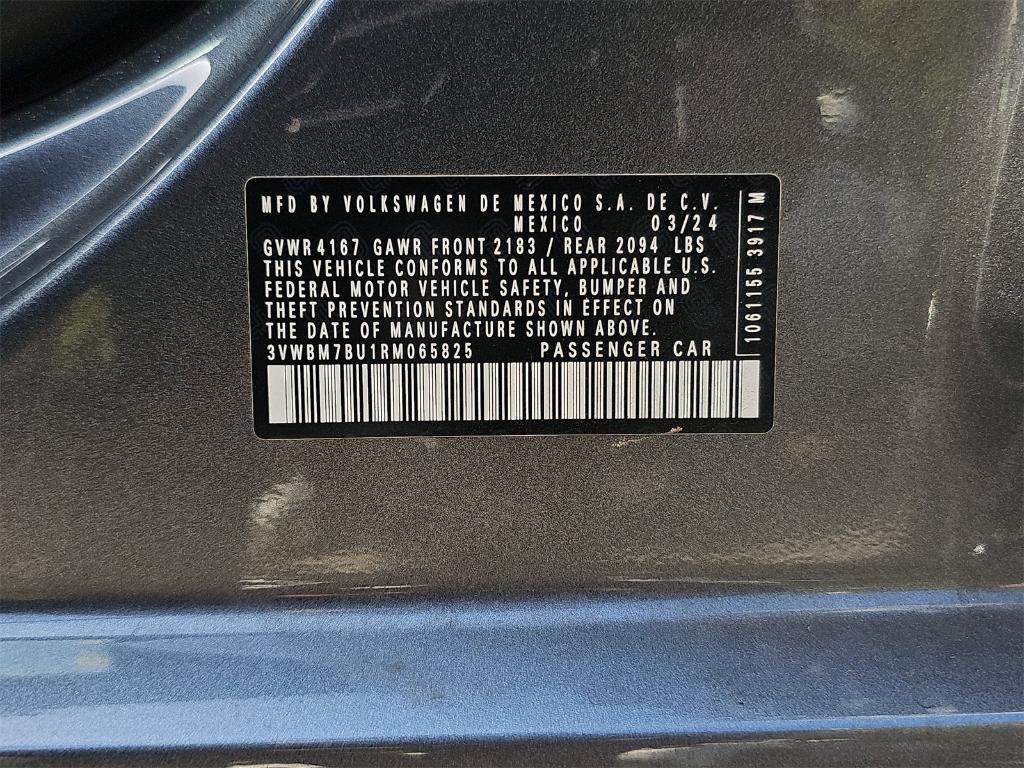 MFD BY VOLKSWAGEN DE MEXICO S.A. DE C.V.
MEXICO 03/24
GVWR 4167 GAWR FRONT 2183 / REAR 2094 LBS
THIS VEHICLE CONFORMS TO ALL APPLICABLE U.S.
FEDERAL MOTOR VEHICLE SAFETY, BUMPER AND
THEFT PREVENTION STANDARDS IN EFFECT ON
THE DATE OF MANUFACTURE SHOWN ABOVE.
3VWBM7BU1RM065825 PASSENGER CAR
1061155 3917 M